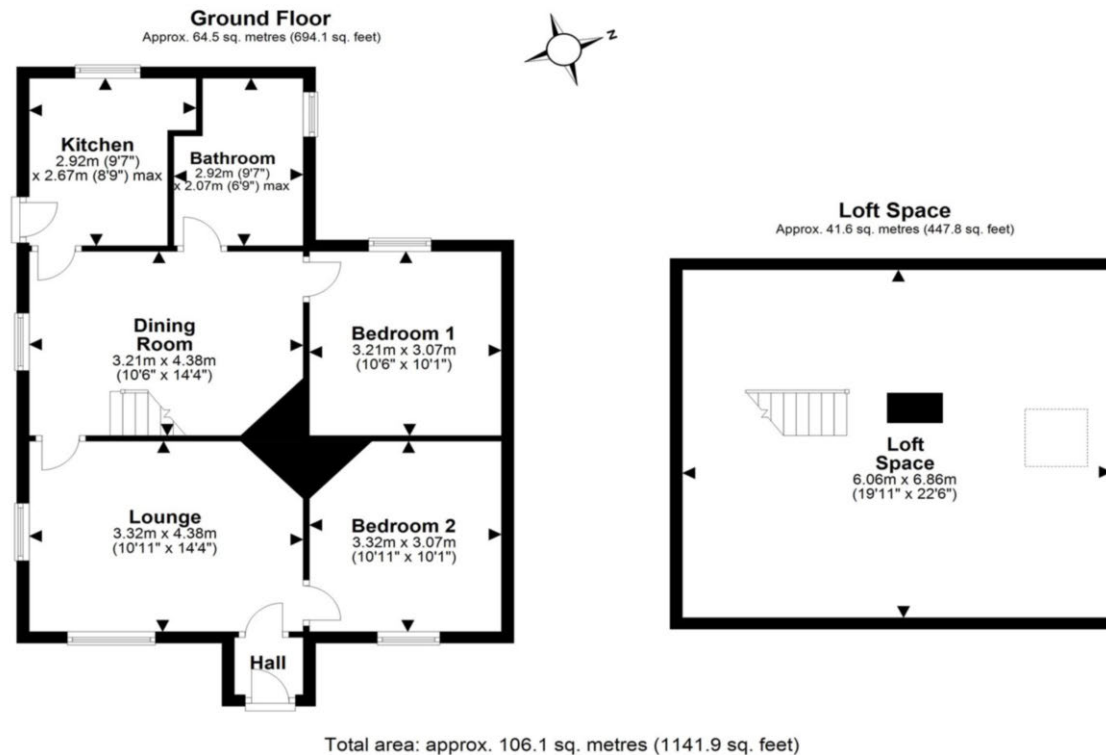 Ground Floor
Approx. 64.5 sq. metres (694.1 sq. feet)
N
Kitchen
2.92m (9'7")
x 2.67m (8'9") max
Bathroom
2.92m (9'7")
x 2.07m (6'9") max
Dining
Room
3.21m x 4.38m
(10'6" x 14'4")
Bedroom 1
3.21m x 3.07m
(10'6" x 10'1")
Lounge
3.32m x 4.38m
(10'11" x 14'4")
Bedroom 2
3.32m x 3.07m
(10'11" x 10'1")
Hall
Loft Space
Approx. 41.6 sq. metres (447.8 sq. feet)
Loft
Space
6.06m x 6.86m
(19'11" x 22'6")
Total area: approx. 106.1 sq. metres (1141.9 sq. feet)